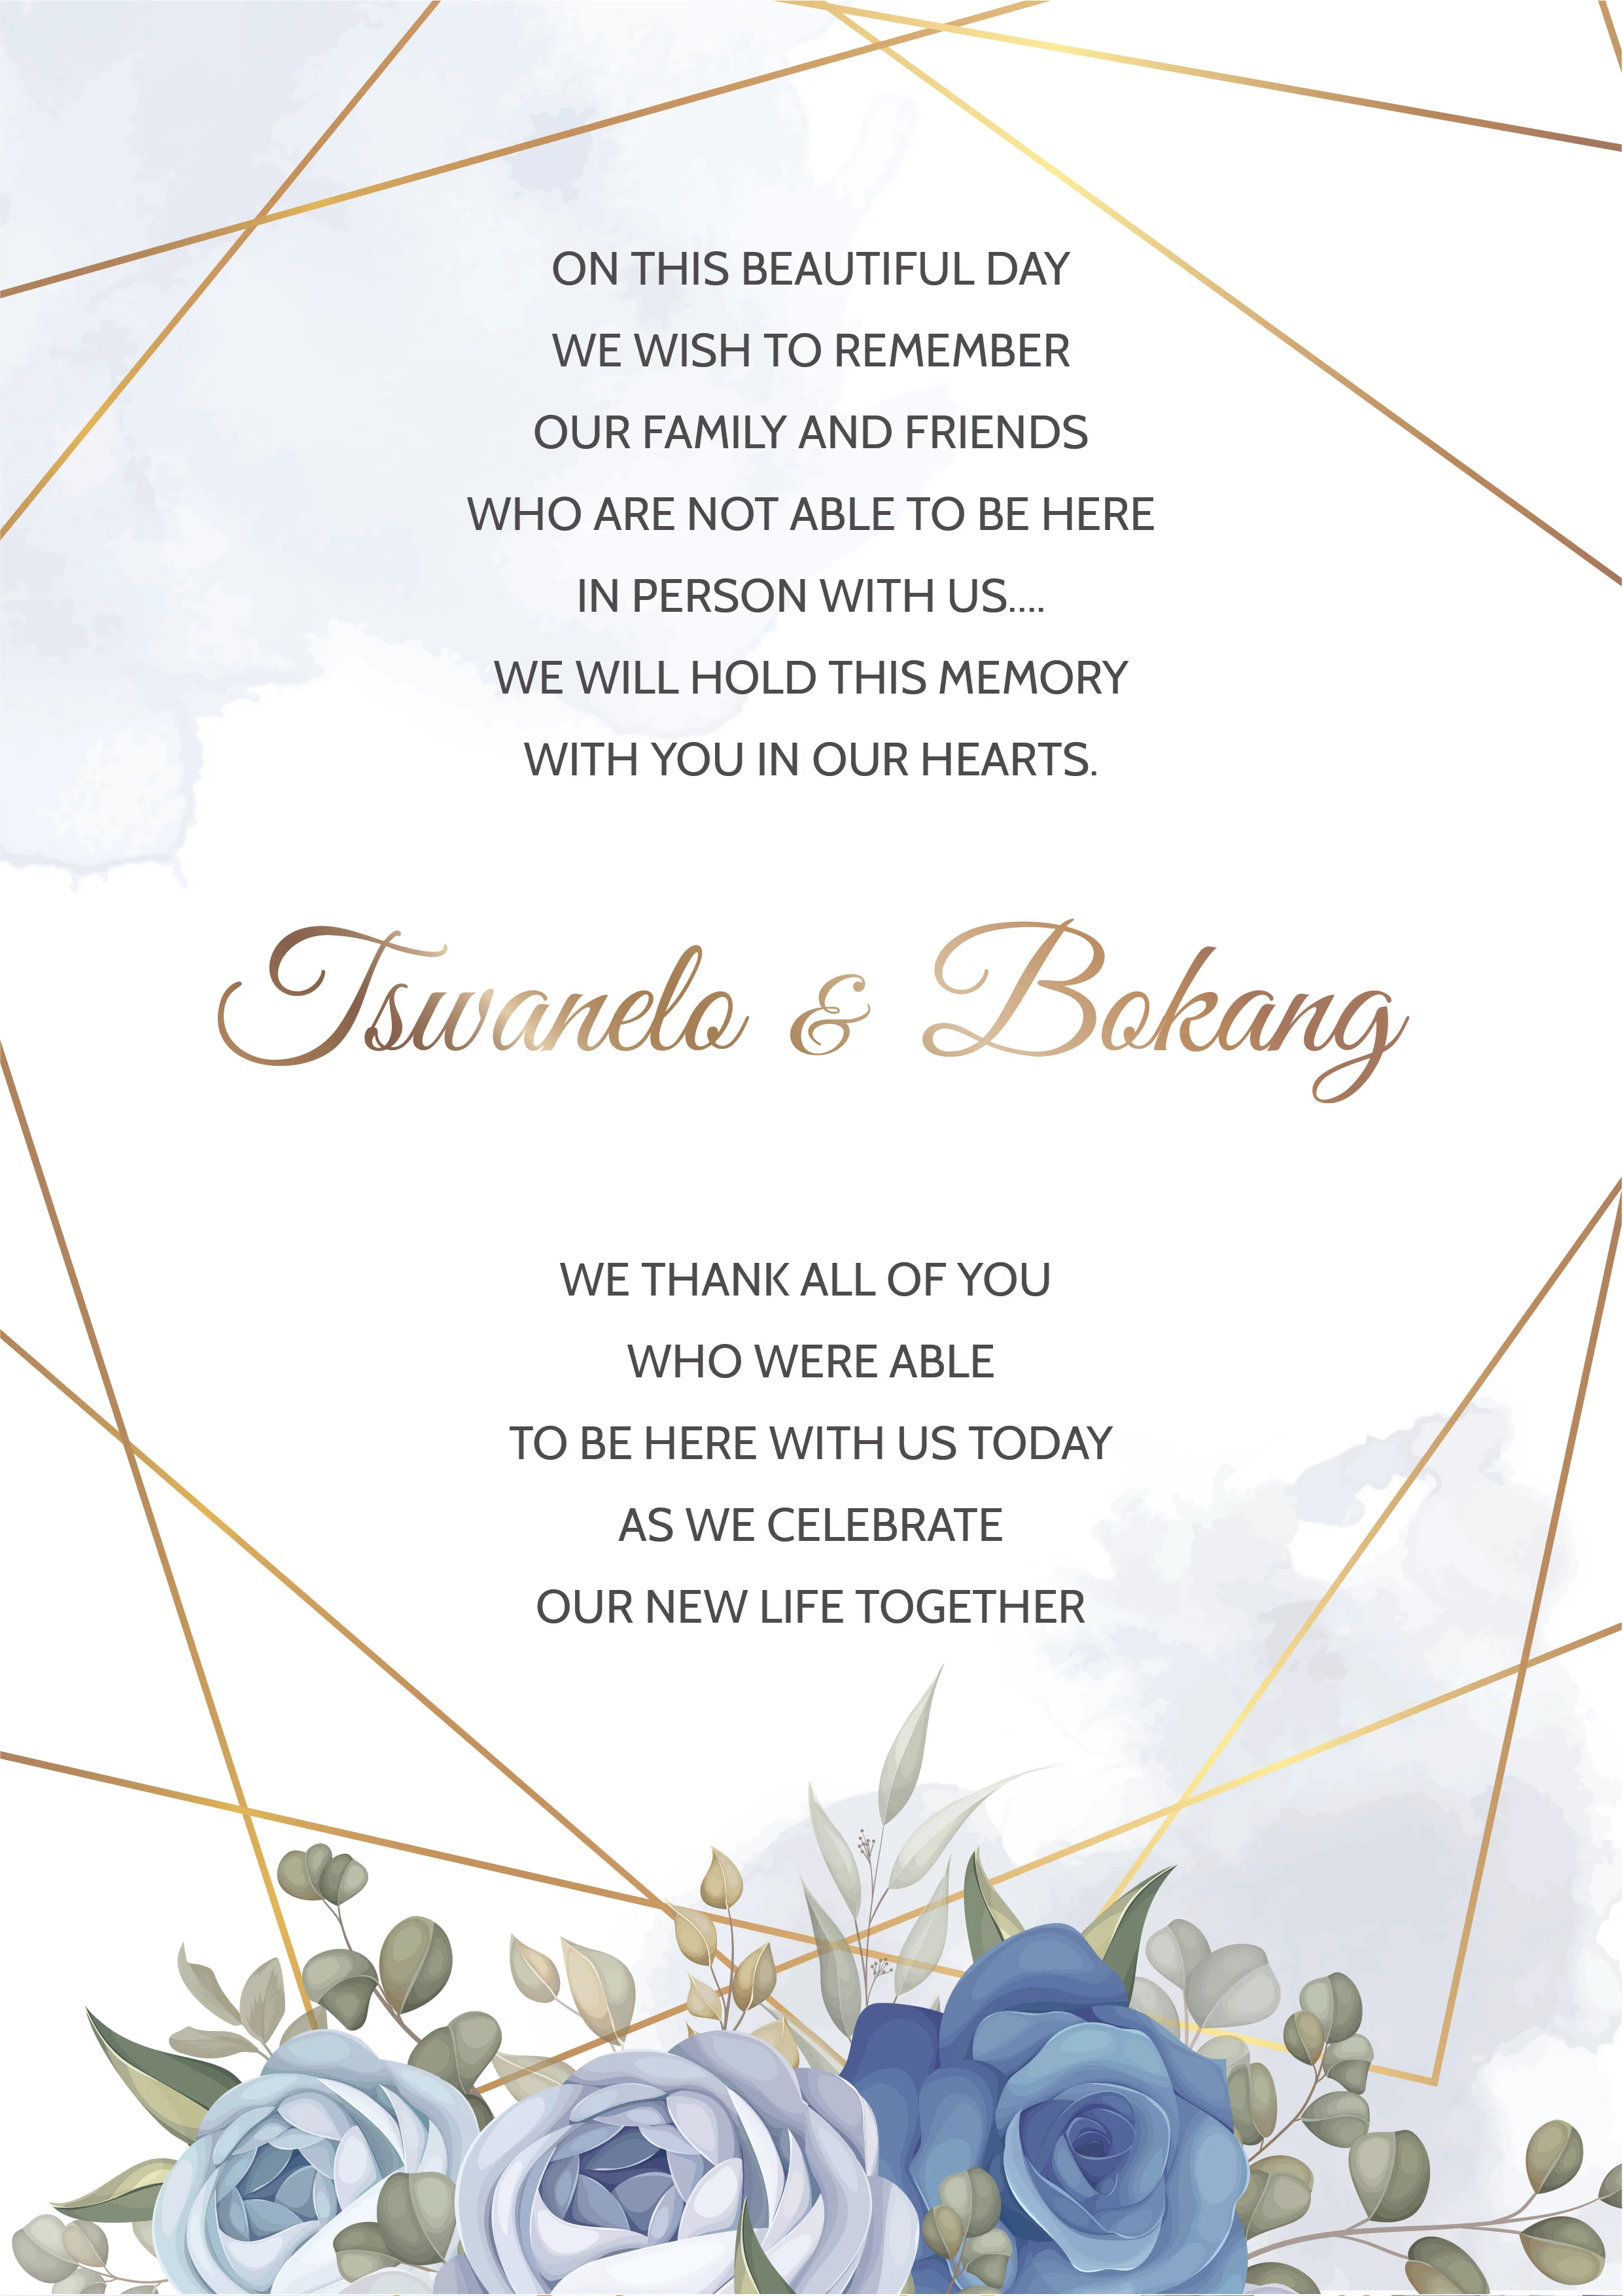 ON THIS BEAUTIFUL DAY
WE WISH TO REMEMBER
OUR FAMILY AND FRIENDS
WHO ARE NOT ABLE TO BE HERE
IN PERSON WITH US....
WE WILL HOLD THIS MEMORY
WITH YOU IN OUR HEARTS.
Tswanelo & Bokang
WE THANK ALL OF YOU
WHO WERE ABLE
TO BE HERE WITH US TODAY
AS WE CELEBRATE
OUR NEW LIFE TOGETHER